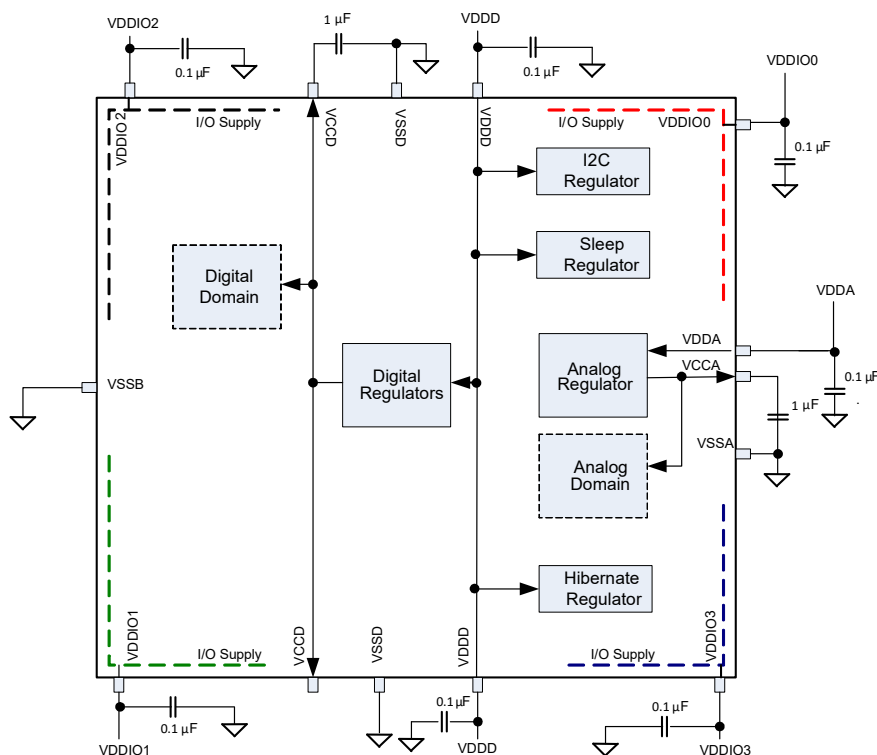 VDDIO2
1 µF
VDDD
0.1 µF
0.1 µF
VDDIO0
0.1 µF
VDDIO2
I/O Supply
VCCD
VSSD
VDDD
I/O Supply
VDDIO0
I2C
Regulator
Sleep
Regulator
Digital
Domain
VDDA
VSSB
Digital
Regulators
Analog
Regulator
VDDA
VCCA
0.1 µF
.
1 µF
VSSA
Analog
Domain
Hibernate
Regulator
VDDIO1
I/O Supply
VCCD
VSSD
VDDD
I/O Supply
VDDIO3
0.1 µF
0.1 µF
0.1 µF
VDDIO1
VDDD
VDDIO3